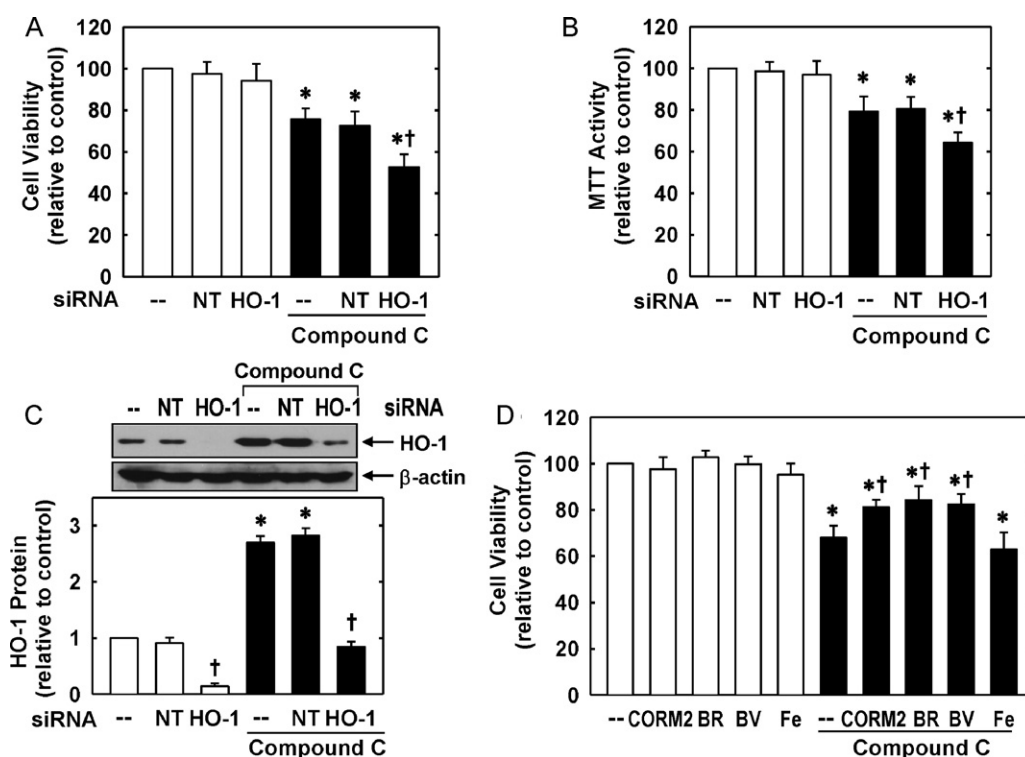 A
Cell Viability
(relative to control)
120
100
80
60
40
20
0
* * *†
siRNA -- NT HO-1 -- NT HO-1
Compound C
B
MTT Activity
(relative to control)
120
100
80
60
40
20
0
* * *†
siRNA -- NT HO-1 -- NT HO-1
Compound C
C
Compound C
-- NT HO-1 -- NT HO-1 siRNA
HO-1
β-actin
HO-1 Protein
(relative to control)
3
2
1
0
† * * †
siRNA -- NT HO-1 -- NT HO-1
Compound C
D
Cell Viability
(relative to control)
120
100
80
60
40
20
0
* *† *† *† *
-- CORM2 BR BV Fe -- CORM2 BR BV Fe
Compound C